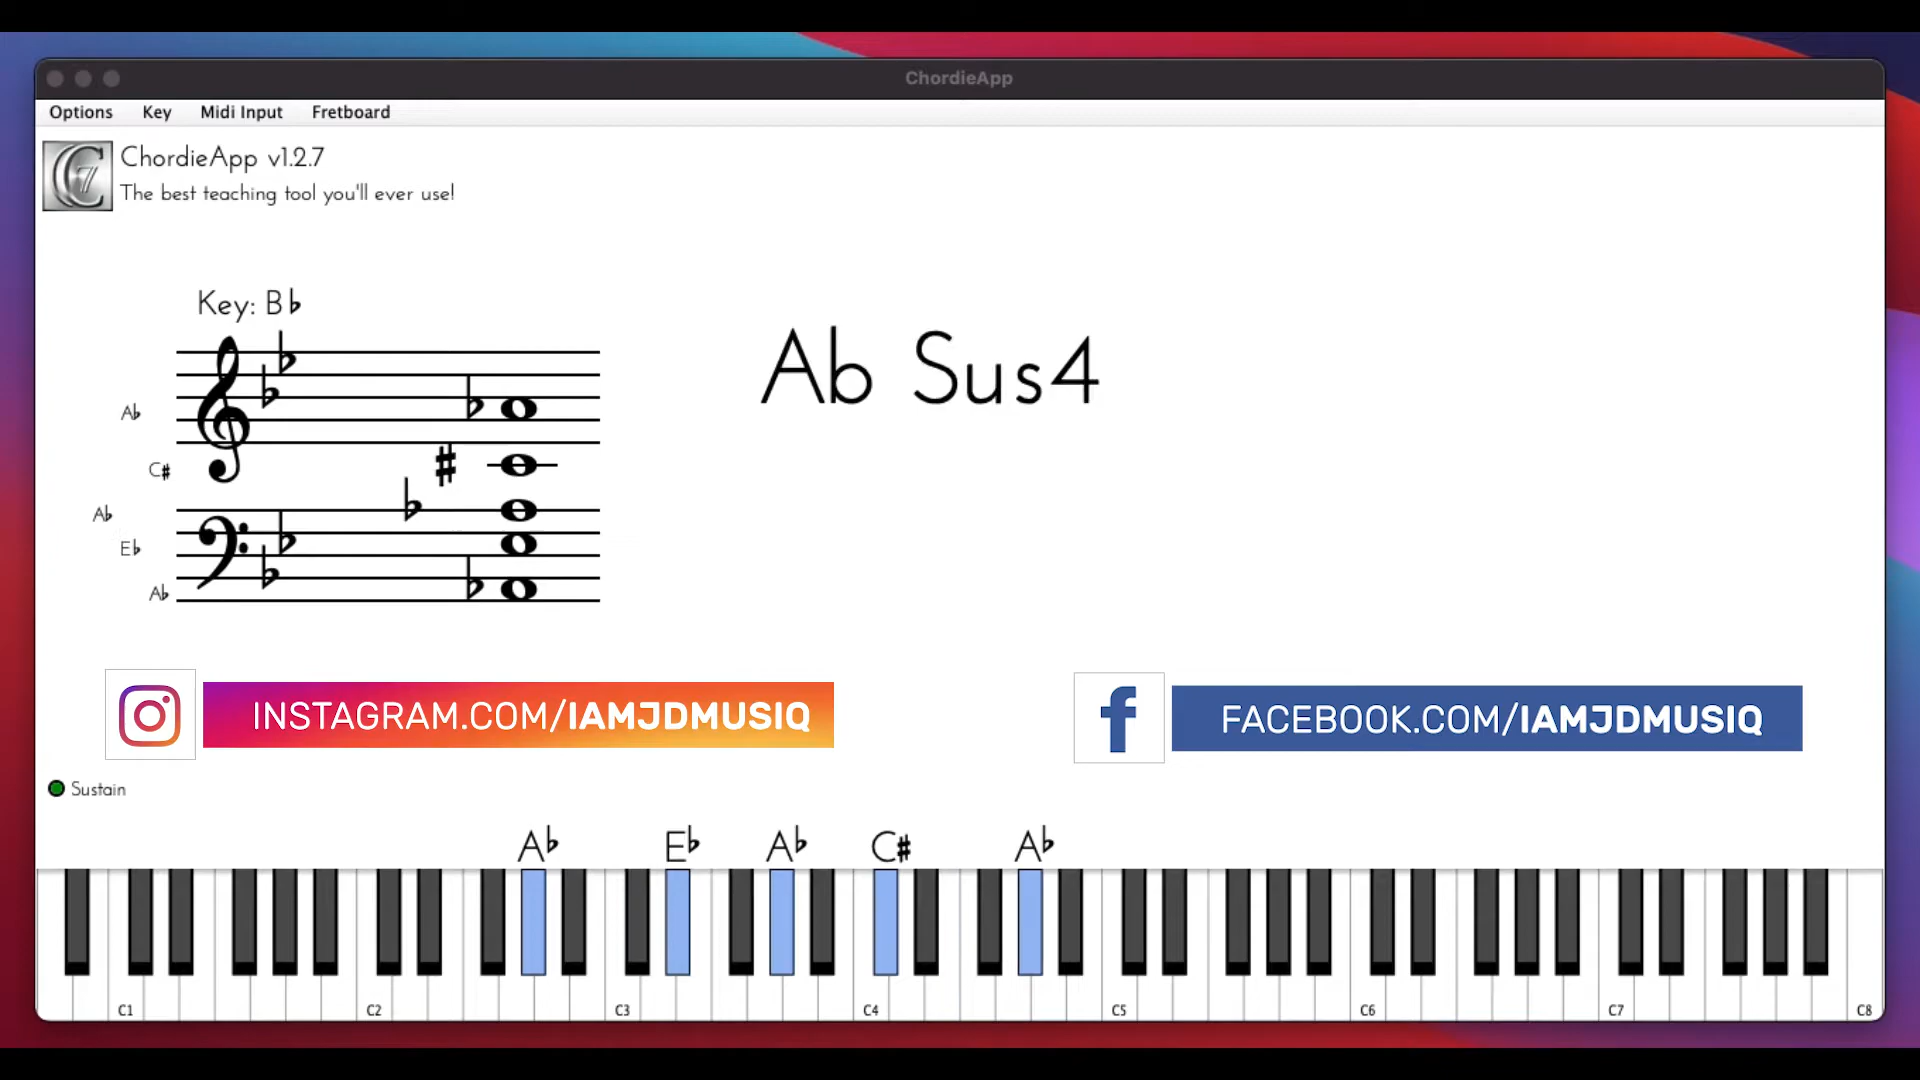 ChordieApp
Options Key Midi Input Fretboard
ChordieApp v1.2.7
The best teaching tool you'll ever use!
Key: B♭
Ab Sus4
A♭
C♯
A♭
E♭
A♭
INSTAGRAM.COM/IAMJDMUSIQ
FACEBOOK.COM/IAMJDMUSIQ
Sustain
A♭ E♭ A♭ C♯ A♭
C1 C2 C3 C4 C5 C6 C7 C8